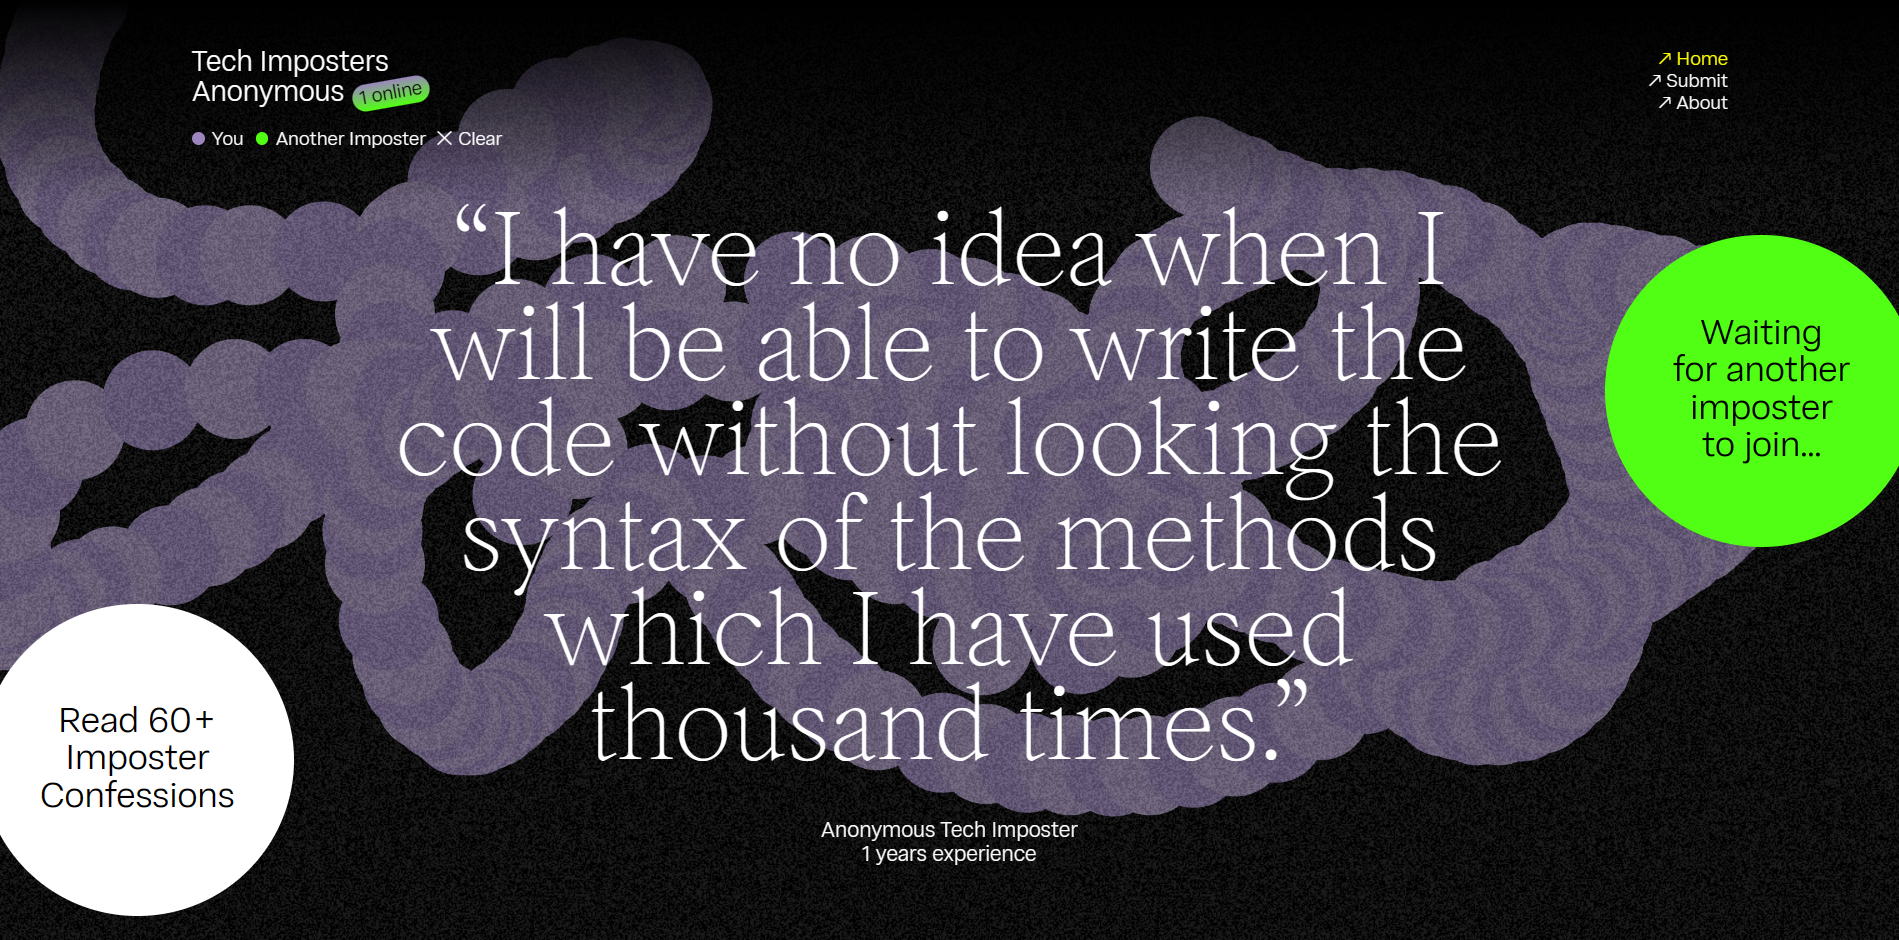 Tech Imposters
Anonymous 1 online
You Another Imposter Clear
↗ Home
↗ Submit
↗ About
“I have no idea when I
will be able to write the
code without looking the
syntax of the methods
which I have used
thousand times.”
Anonymous Tech Imposter
1 years experience
Waiting
for another
imposter
to join...
Read 60+
Imposter
Confessions